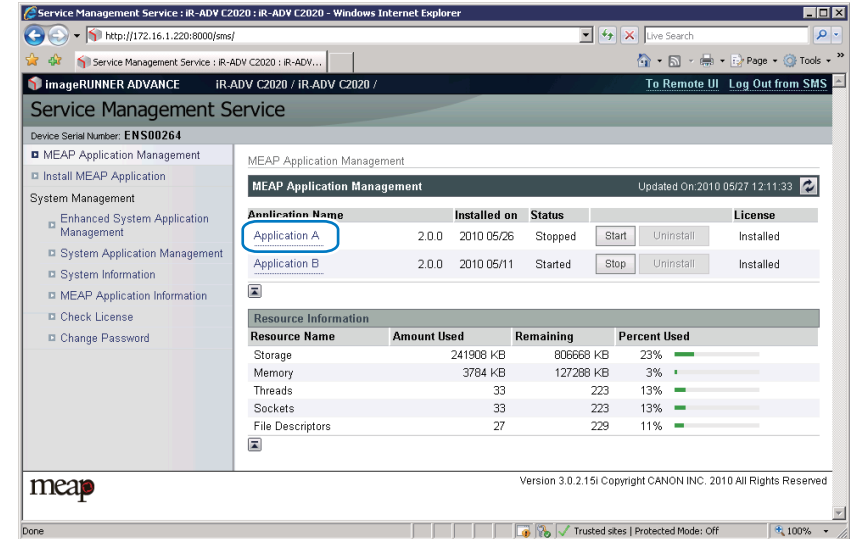 Service Management Service : iR-ADV C2020 : iR-ADV C2020 - Windows Internet Explorer
http://172.16.1.220:8000/sms/
Live Search
Service Management Service : iR-ADV C2020 : iR-ADV...
Page
Tools
imageRUNNER ADVANCE iR-ADV C2020 / iR-ADV C2020 /
To Remote UI Log Out from SMS
Service Management Service
Device Serial Number: ENS00264
MEAP Application Management
Install MEAP Application
System Management
Enhanced System Application
Management
System Application Management
System Information
MEAP Application Information
Check License
Change Password
MEAP Application Management
MEAP Application Management Updated On:2010 05/27 12:11:33
Application Name Installed on Status License
Application A 2.0.0 2010 05/26 Stopped Start Uninstall Installed
Application B 2.0.0 2010 05/11 Started Stop Uninstall Installed
Resource Information
Resource Name Amount Used Remaining Percent Used
Storage 241908 KB 806668 KB 23%
Memory 3784 KB 127288 KB 3%
Threads 33 223 13%
Sockets 33 223 13%
File Descriptors 27 229 11%
meap
Version 3.0.2.15i Copyright CANON INC. 2010 All Rights Reserved
Done
Trusted sites | Protected Mode: Off
100%